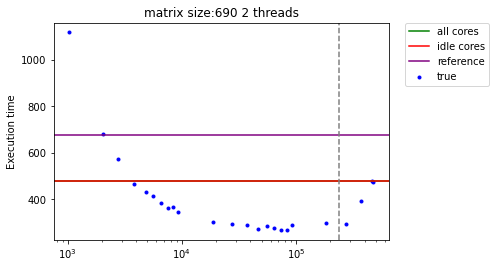 matrix size:690 2 threads
all cores
idle cores
reference
true
Execution time
1000
800
600
400
10³
10⁴
10⁵